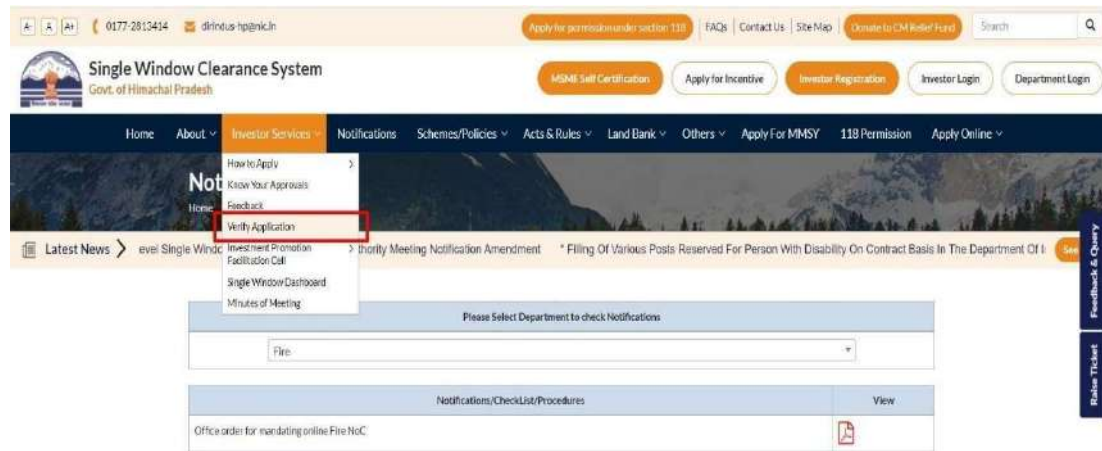 A- A A+ 0177-2813414 dirindus-hp@nic.in Apply for permission under section 118 FAQs Contact Us Site Map Donate to CM Relief Fund Search
Single Window Clearance System
Govt. of Himachal Pradesh
MSME Self Certification Apply for Incentive Investor Registration Investor Login Department Login
Home About Investor Services Notifications Schemes/Policies Acts & Rules Land Bank Others Apply For MMSY 118 Permission Apply Online
How to Apply
Not
Know Your Approvals
Home
Feedback
Verify Application
Latest News evel Single Windo thority Meeting Notification Amendment * Filling Of Various Posts Reserved For Person With Disability On Contract Basis In The Department Of I See
Investment Promotion
Facilitation Cell
Single Window Dashboard
Minutes of Meeting
Feedback & Query
Raise Ticket
Please Select Department to check Notifications
Fire
Notifications/CheckList/Procedures View
Office order for mandating online Fire NoC